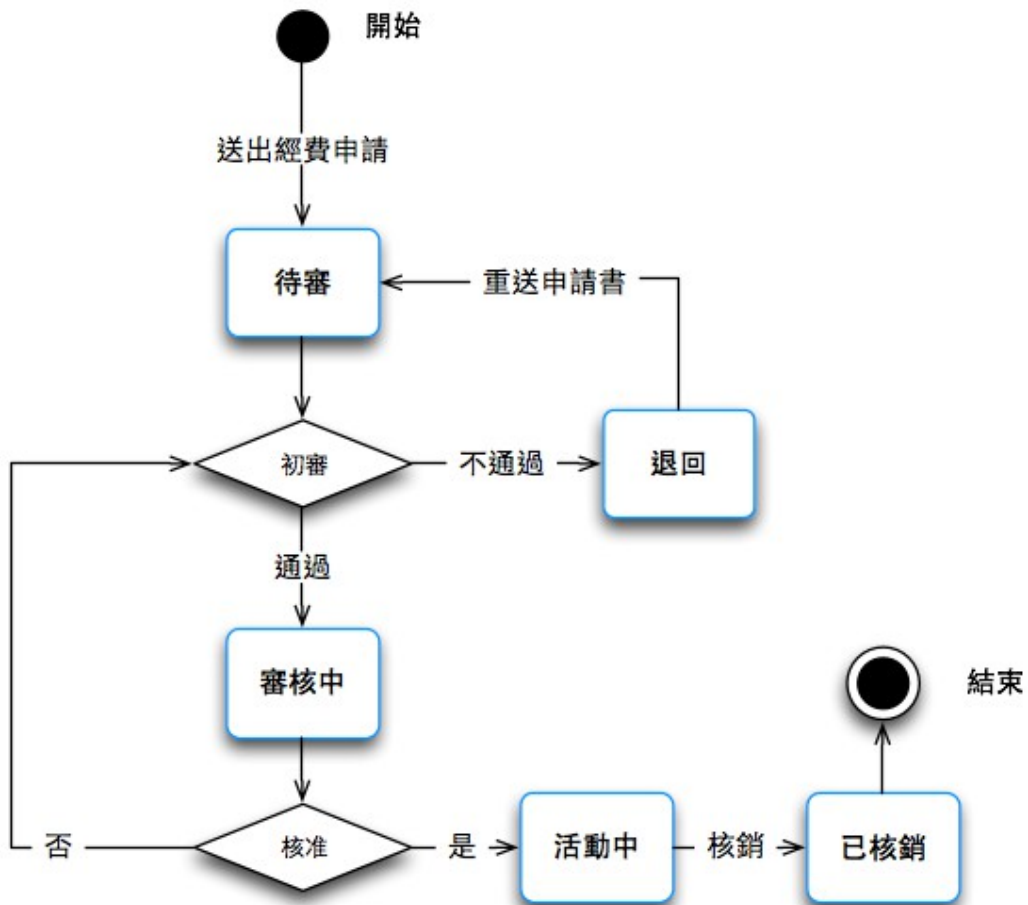 開始
送出經費申請
待審
重送申請書
初審
不通過
退回
通過
審核中
結束
否
核准
是
活動中
核銷
已核銷